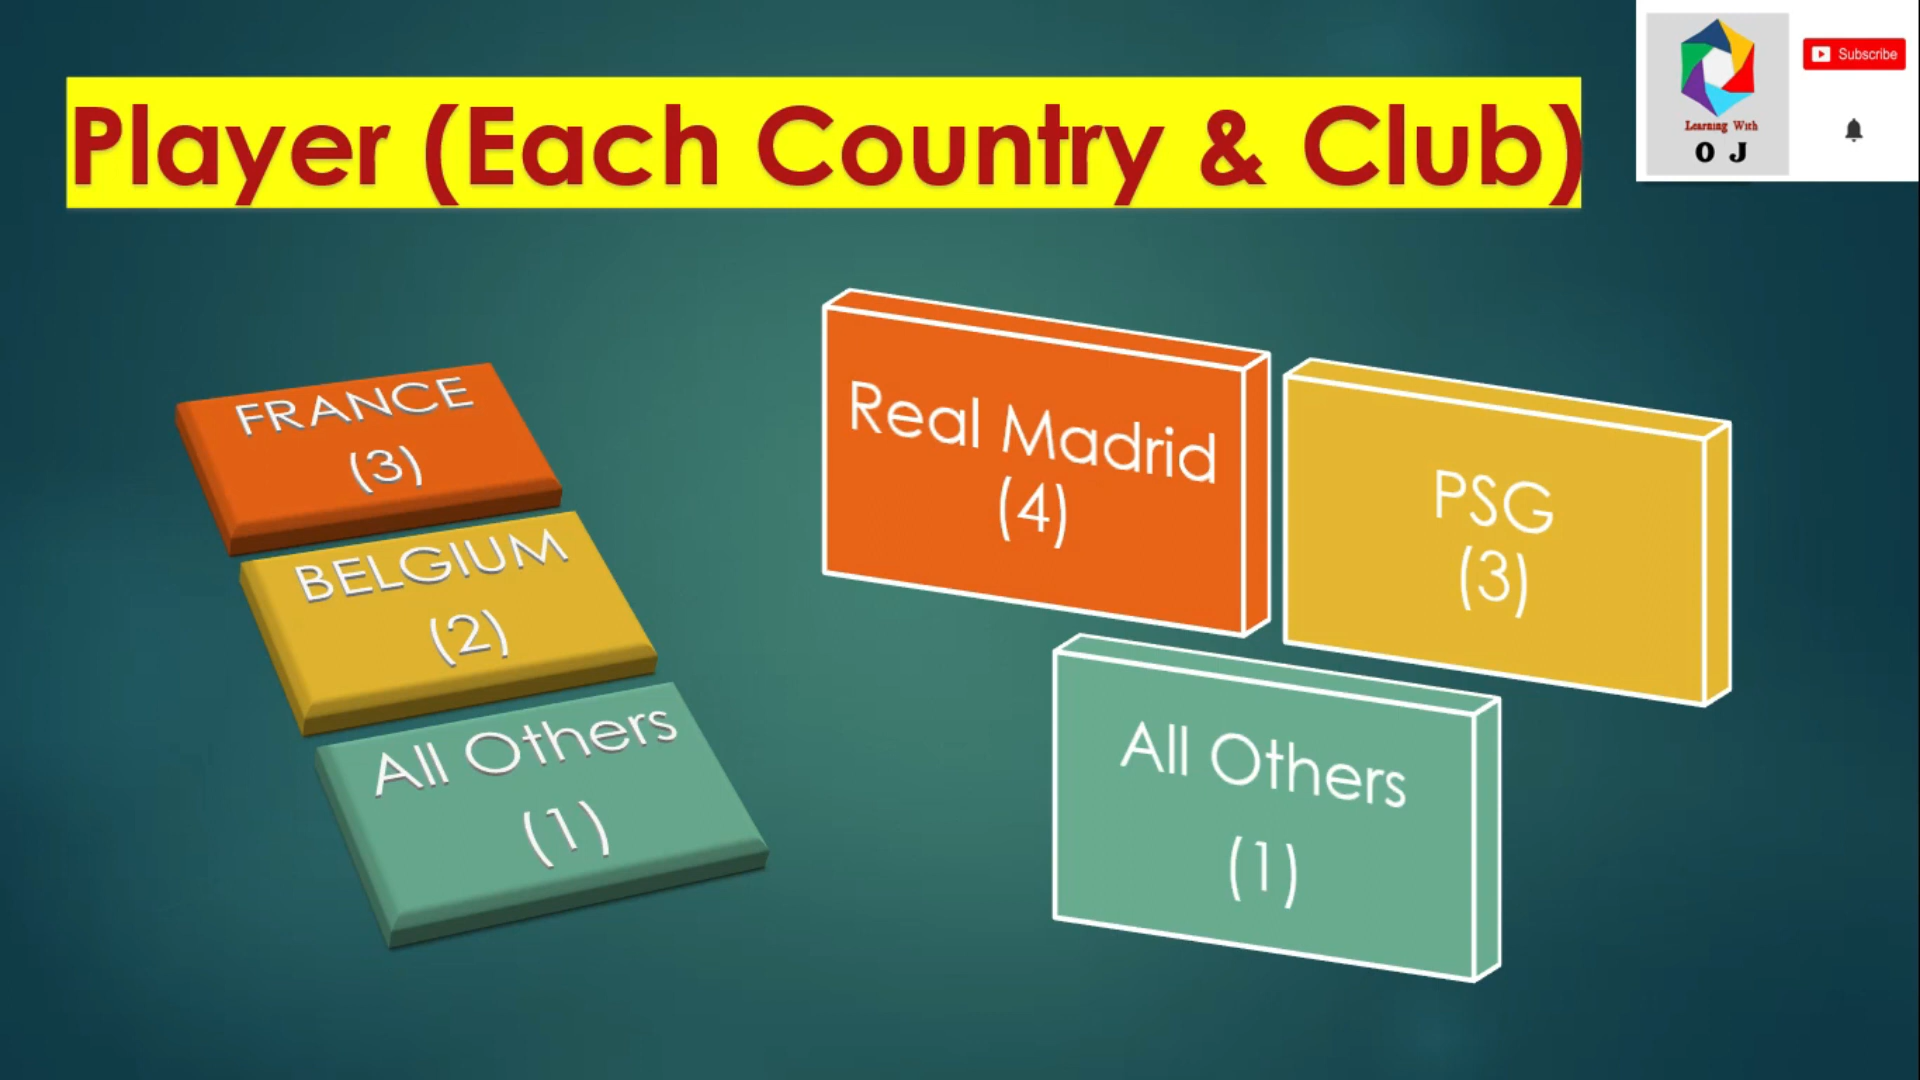 Player (Each Country & Club)
Learning With
O J
Subscribe
FRANCE
(3)
BELGIUM
(2)
All Others
(1)
Real Madrid
(4)
PSG
(3)
All Others
(1)